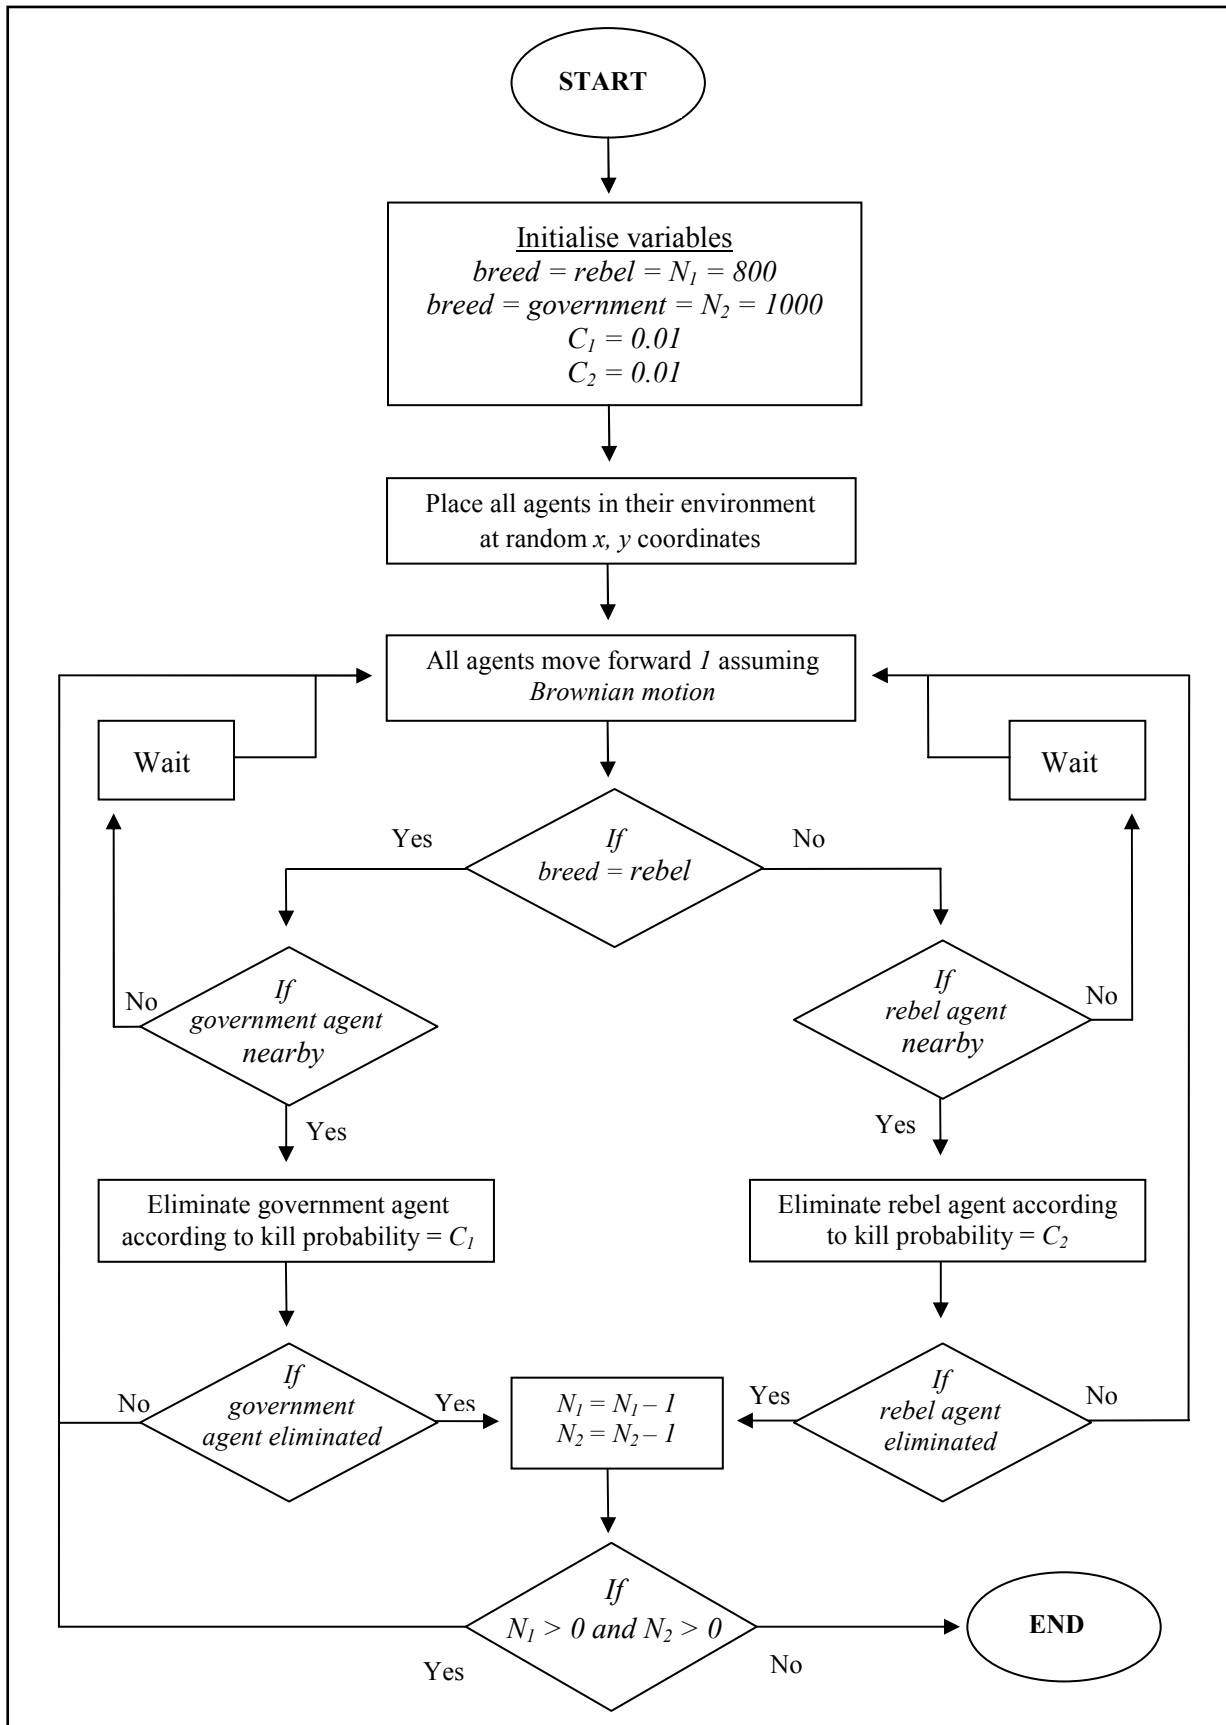 START
Initialise variables
breed = rebel = N₁ = 800
breed = government = N₂ = 1000
C₁ = 0.01
C₂ = 0.01
Place all agents in their environment
at random x, y coordinates
All agents move forward 1 assuming
Brownian motion
Wait
Wait
If
breed = rebel
Yes
No
If
government agent
nearby
No
Yes
If
rebel agent
nearby
No
Yes
Eliminate government agent
according to kill probability = C₁
Eliminate rebel agent according
to kill probability = C₂
If
government
agent eliminated
No
Yes
N₁ = N₁ – 1
N₂ = N₂ – 1
If
rebel agent
eliminated
Yes
No
If
N₁ > 0 and N₂ > 0
Yes
No
END